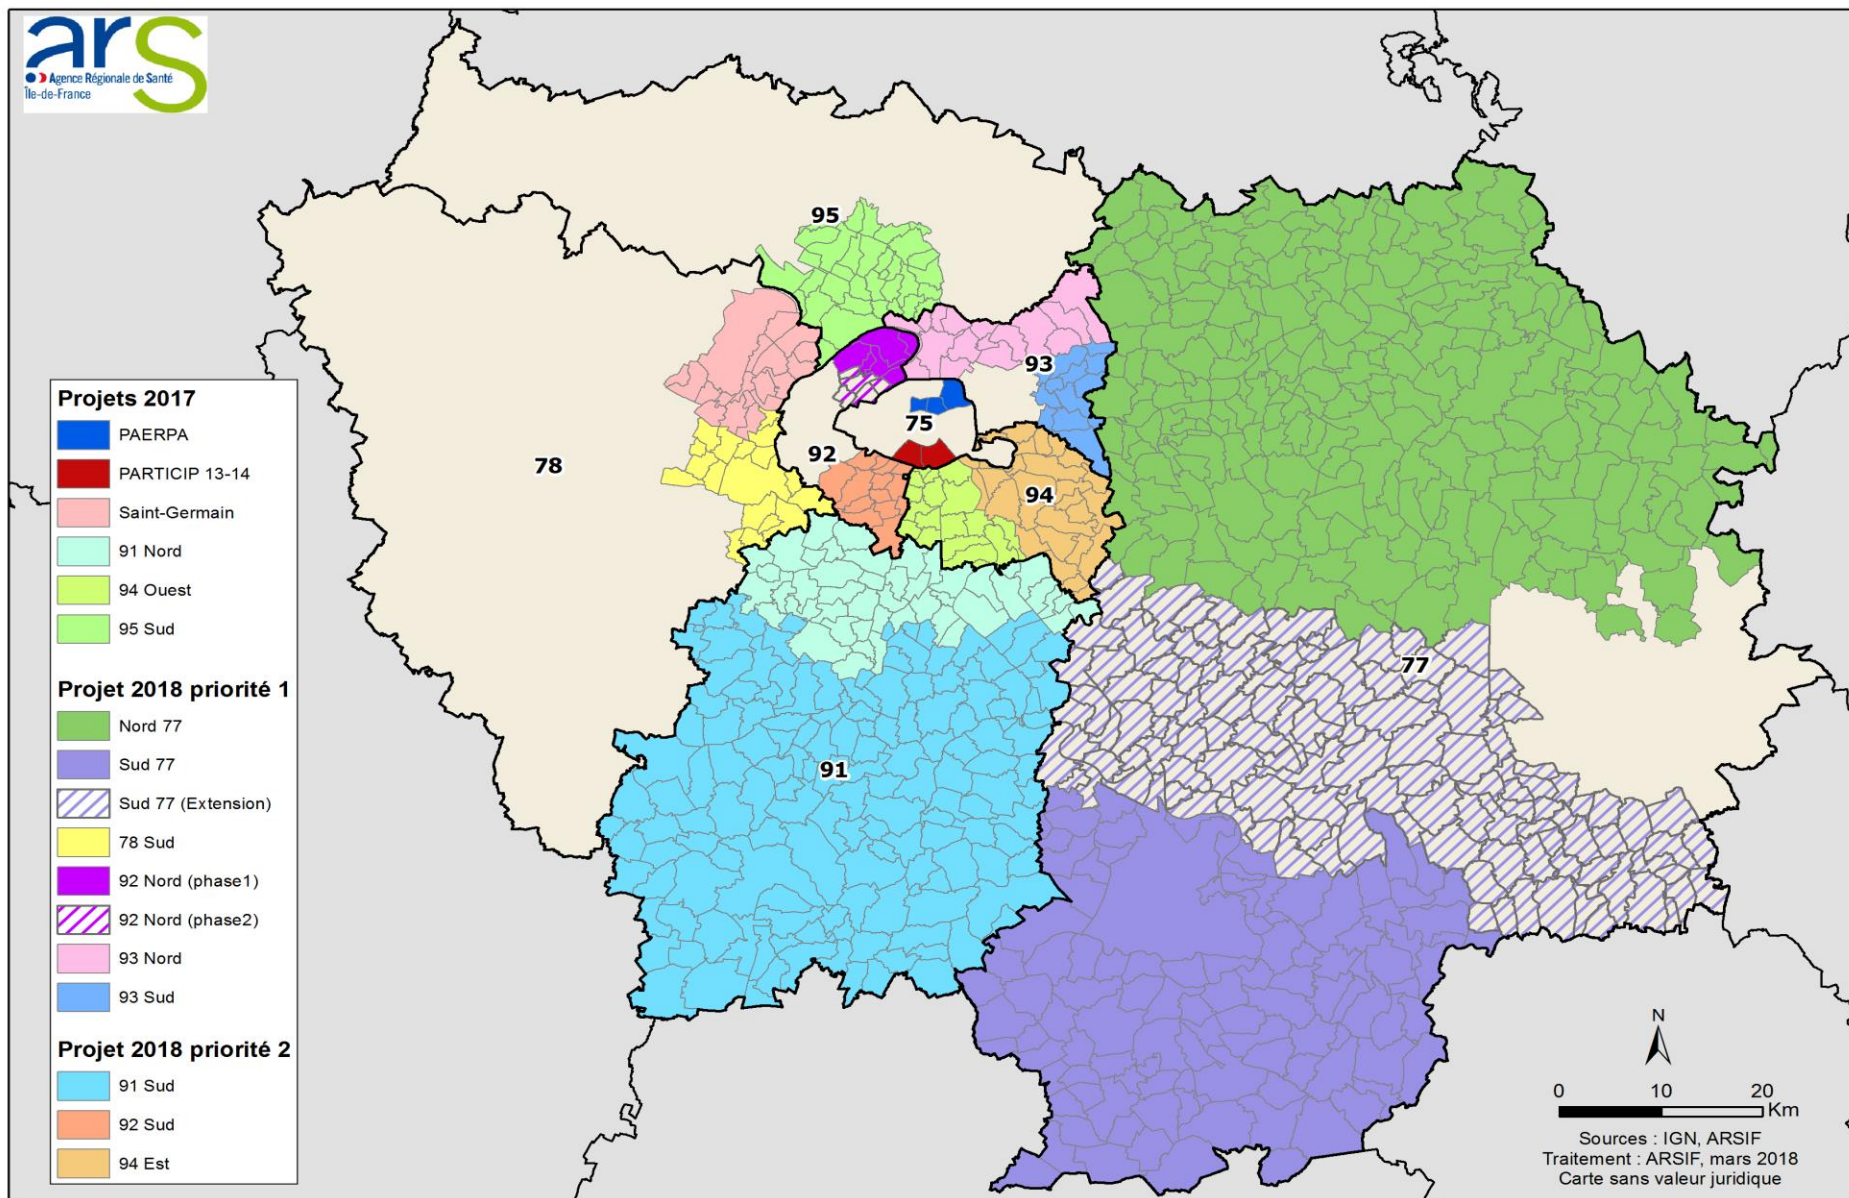 ars
Agence Régionale de Santé
Île-de-France
95
93
75
92
78
94
77
91
Projets 2017
PAERPA
PARTICIP 13-14
Saint-Germain
91 Nord
94 Ouest
95 Sud
Projet 2018 priorité 1
Nord 77
Sud 77
Sud 77 (Extension)
78 Sud
92 Nord (phase1)
92 Nord (phase2)
93 Nord
93 Sud
Projet 2018 priorité 2
91 Sud
92 Sud
94 Est
N
0 10 20
Km
Sources : IGN, ARSIF
Traitement : ARSIF, mars 2018
Carte sans valeur juridique